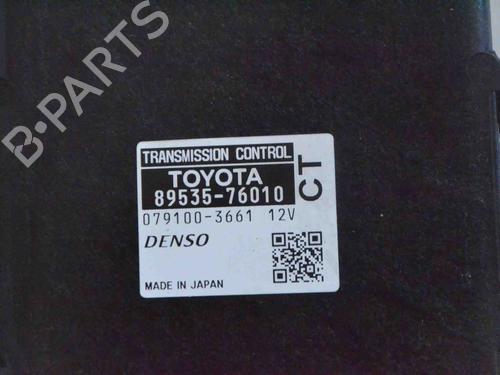 B-PARTS
TRANSMISSION CONTROL
TOYOTA
89535-76010
CT
079100-3661 12V
DENSO
MADE IN JAPAN